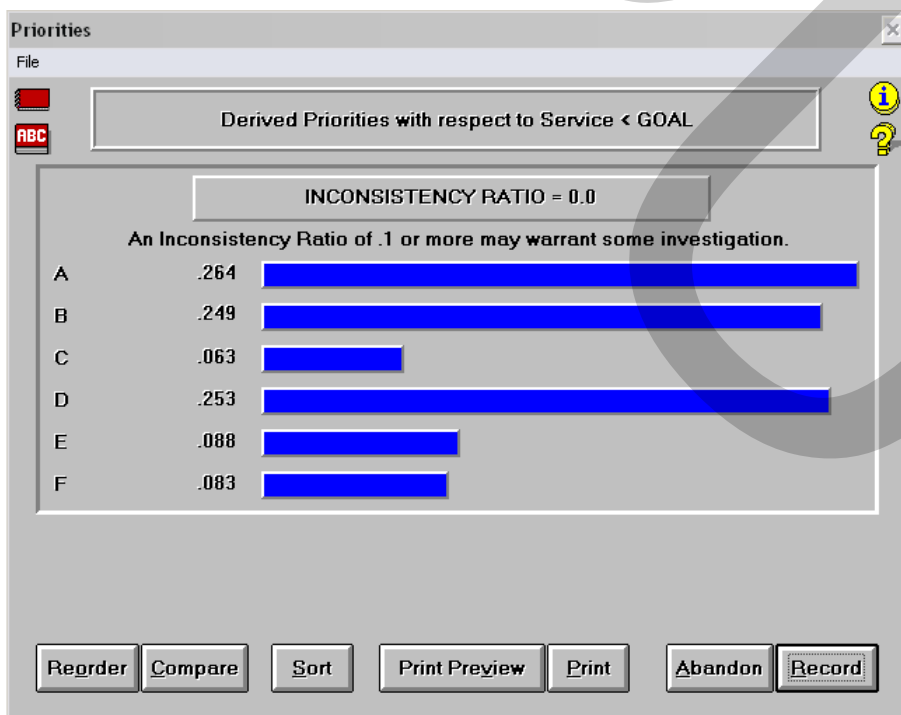 Priorities
File
ABC
Derived Priorities with respect to Service < GOAL
i
?
INCONSISTENCY RATIO = 0.0
An Inconsistency Ratio of .1 or more may warrant some investigation.
A .264
B .249
C .063
D .253
E .088
F .083
Reorder Compare Sort Print Preview Print Abandon Record